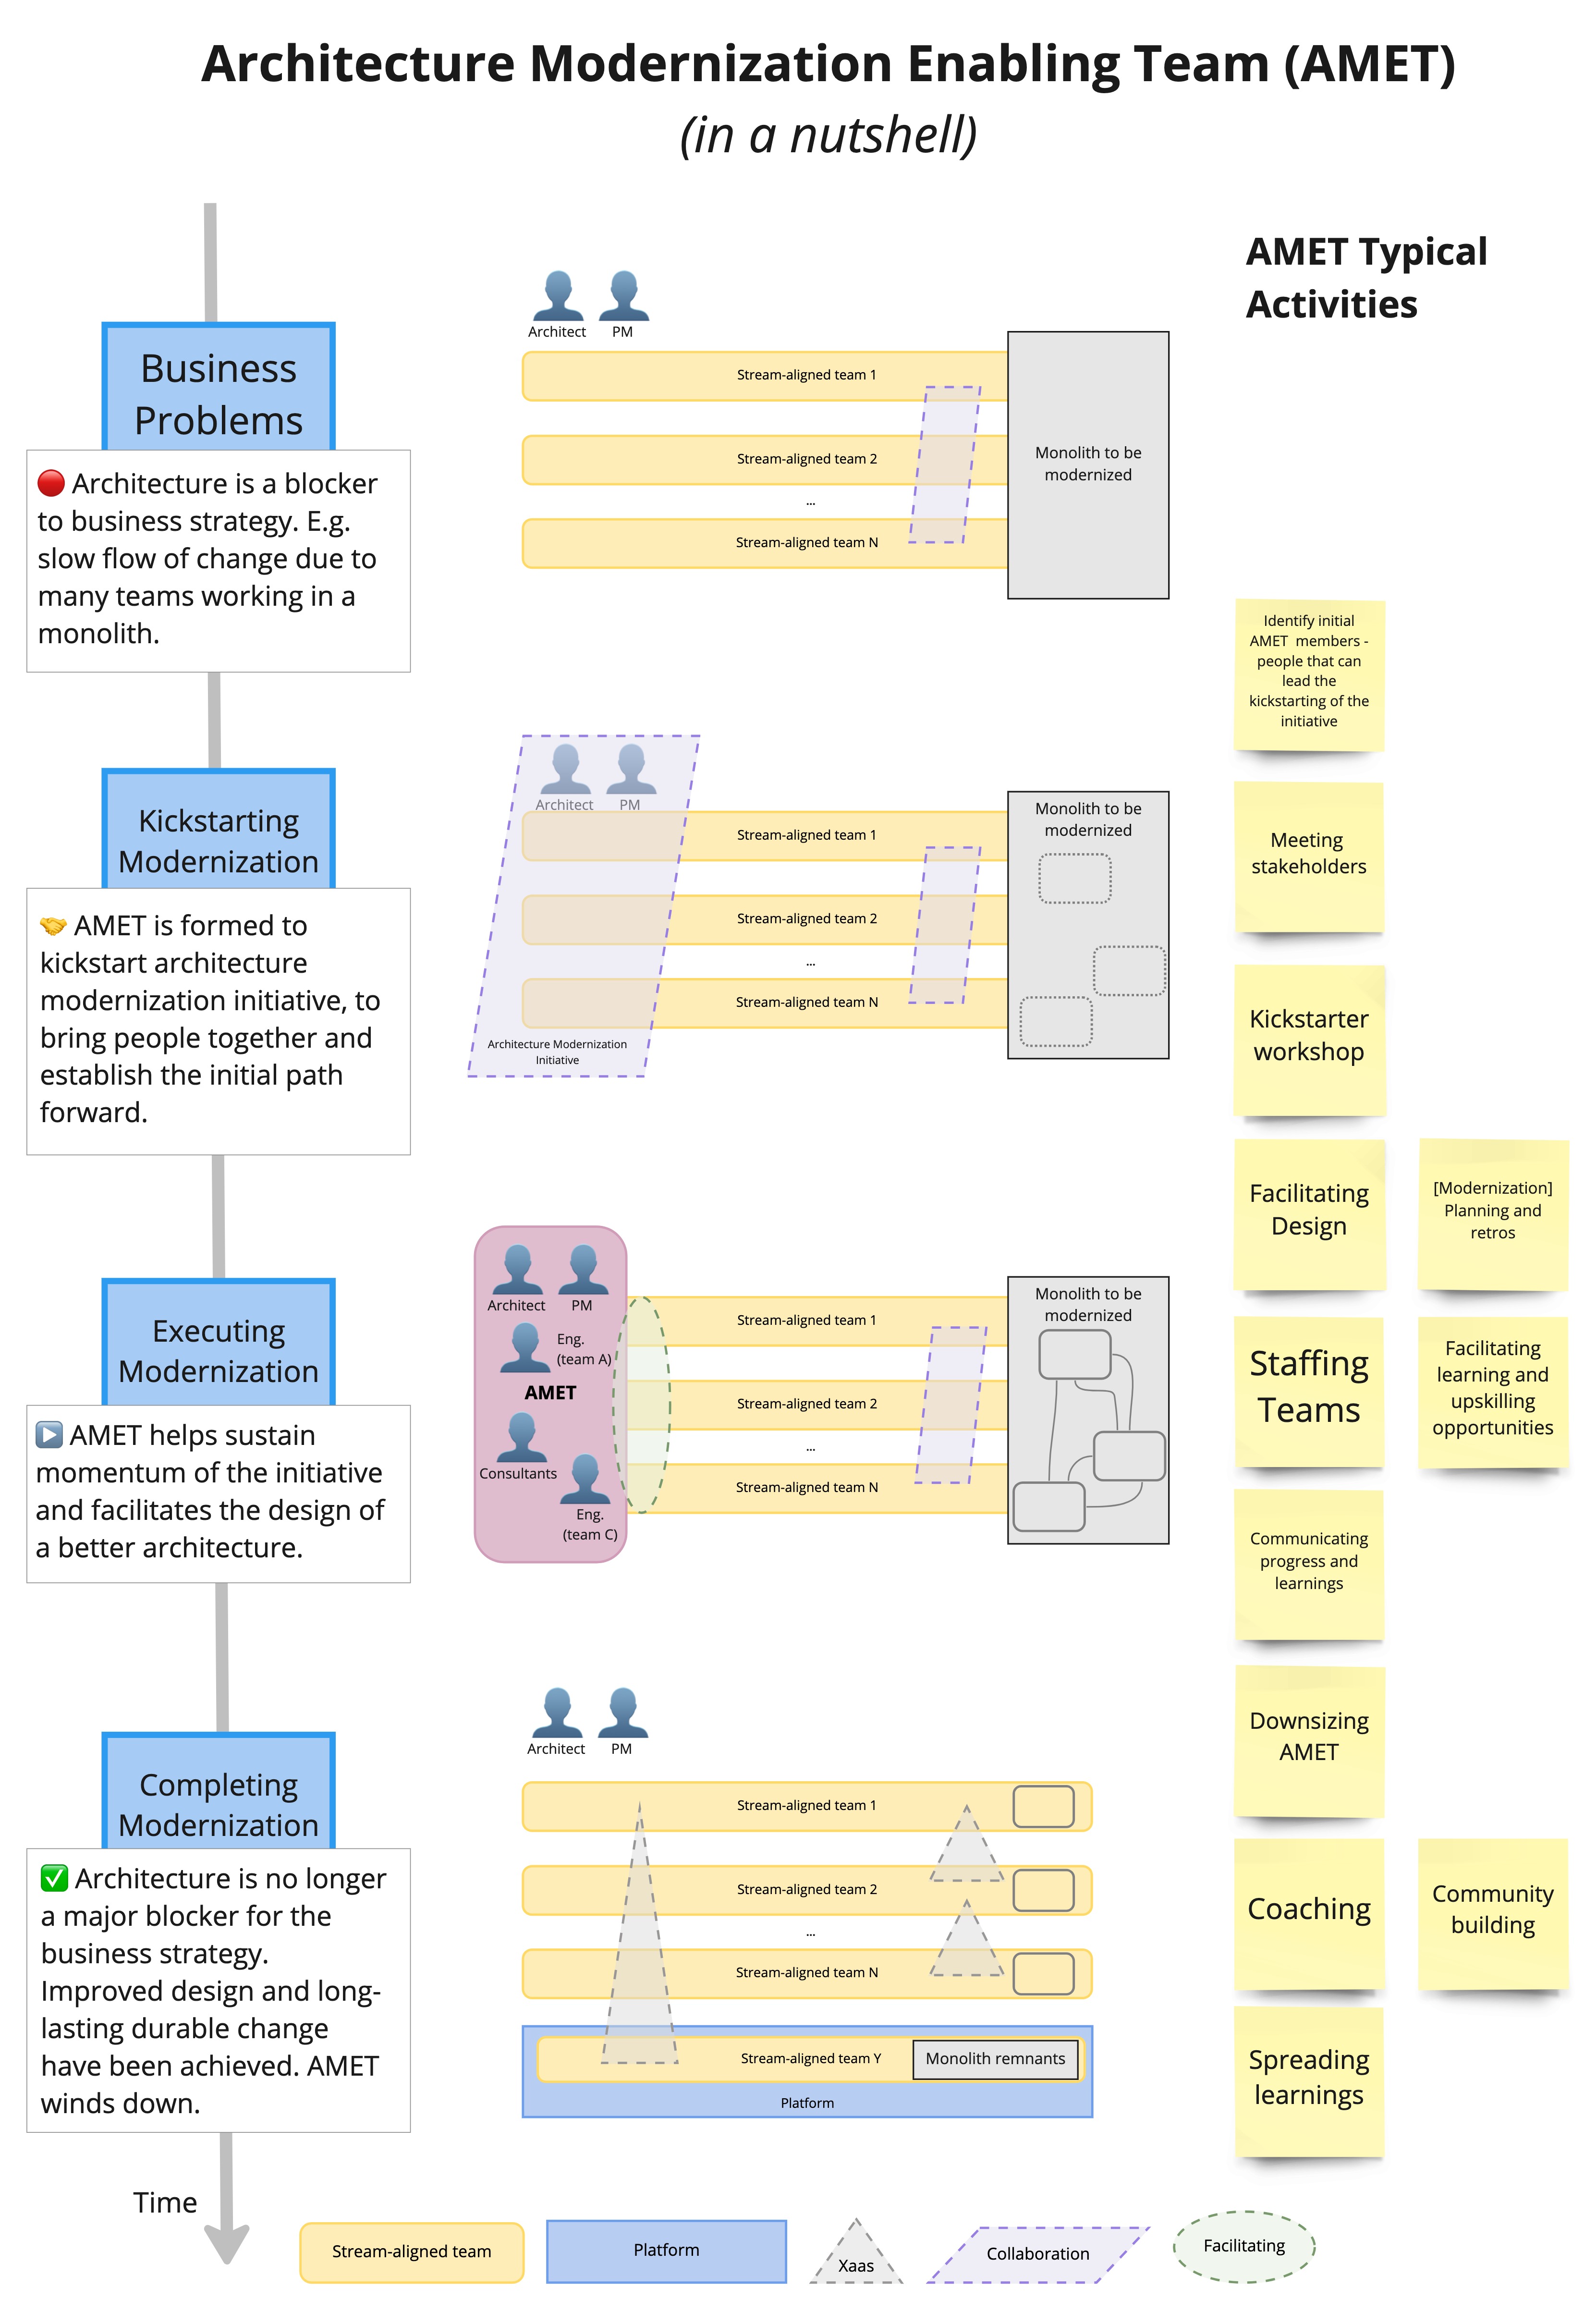 Architecture Modernization Enabling Team (AMET)
(in a nutshell)
AMET Typical
Activities
Business
Problems
🔴 Architecture is a blocker
to business strategy. E.g.
slow flow of change due to
many teams working in a
monolith.
Architect
PM
Stream-aligned team 1
Stream-aligned team 2
...
Stream-aligned team N
Monolith to be
modernized
Identify initial
AMET members -
people that can
lead the
kickstarting of the
initiative
Kickstarting
Modernization
🤝 AMET is formed to
kickstart architecture
modernization initiative, to
bring people together and
establish the initial path
forward.
Architect
PM
Stream-aligned team 1
Stream-aligned team 2
...
Stream-aligned team N
Architecture Modernization
Initiative
Monolith to be
modernized
Meeting
stakeholders
Kickstarter
workshop
Facilitating
Design
[Modernization]
Planning and
retros
Executing
Modernization
▶️ AMET helps sustain
momentum of the initiative
and facilitates the design of
a better architecture.
Architect
PM
Eng.
(team A)
AMET
Consultants
Eng.
(team C)
Stream-aligned team 1
Stream-aligned team 2
...
Stream-aligned team N
Monolith to be
modernized
Staffing
Teams
Facilitating
learning and
upskilling
opportunities
Communicating
progress and
learnings
Completing
Modernization
✅ Architecture is no longer
a major blocker for the
business strategy.
Improved design and long-
lasting durable change
have been achieved. AMET
winds down.
Architect
PM
Stream-aligned team 1
Stream-aligned team 2
...
Stream-aligned team N
Stream-aligned team Y
Monolith remnants
Platform
Downsizing
AMET
Coaching
Community
building
Spreading
learnings
Time
Stream-aligned team
Platform
Xaas
Collaboration
Facilitating